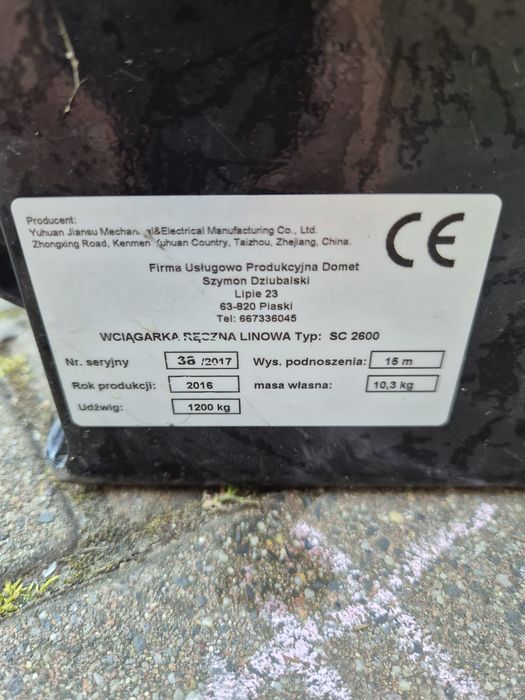 Producent:
Yuhuan Jiansu &Electrical Manufacturing Co., Ltd.
Zhongxing Road, Kenmen Yuhuan Country, Taizhou, Zhejiang, China.
CE
Firma Usługowo Produkcyjna Domet
Szymon Dziubalski
Lipie 23
63-820 Piaski
Tel: 667336045
WCIĄGARKA RĘCZNA LINOWA Typ: SC 2600
Nr. seryjny /2017 Wys. podnoszenia: 15 m
Rok produkcji: 2016 masa własna: 10,3 kg
Udźwig: 1200 kg